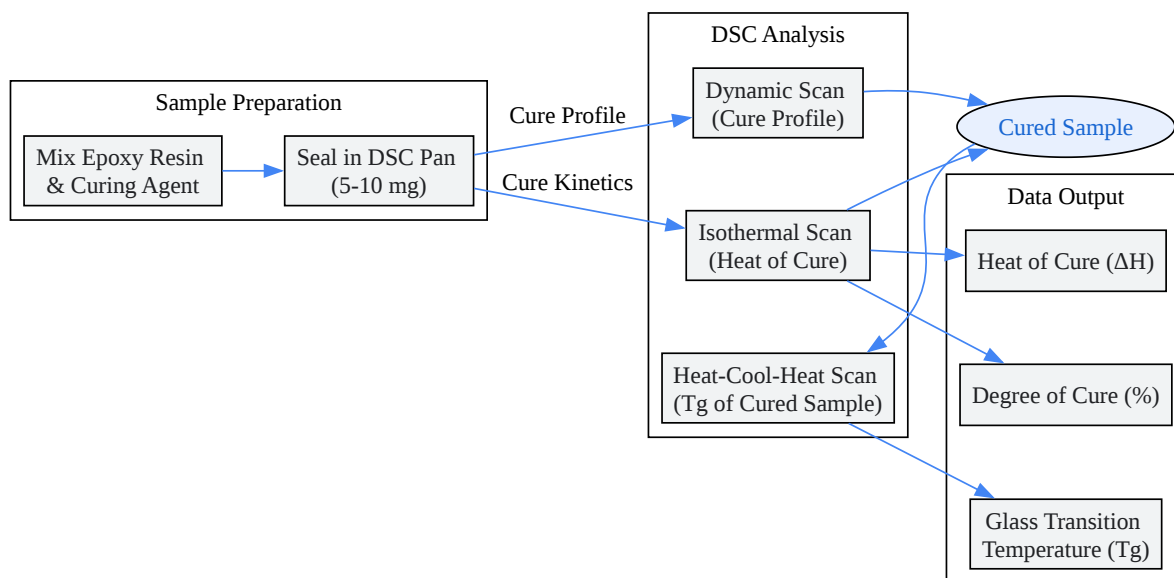 Sample Preparation
Mix Epoxy Resin
& Curing Agent
Seal in DSC Pan
(5-10 mg)
Cure Profile
Cure Kinetics
DSC Analysis
Dynamic Scan
(Cure Profile)
Isothermal Scan
(Heat of Cure)
Heat-Cool-Heat Scan
(Tg of Cured Sample)
Cured Sample
Data Output
Heat of Cure (ΔH)
Degree of Cure (%)
Glass Transition
Temperature (Tg)